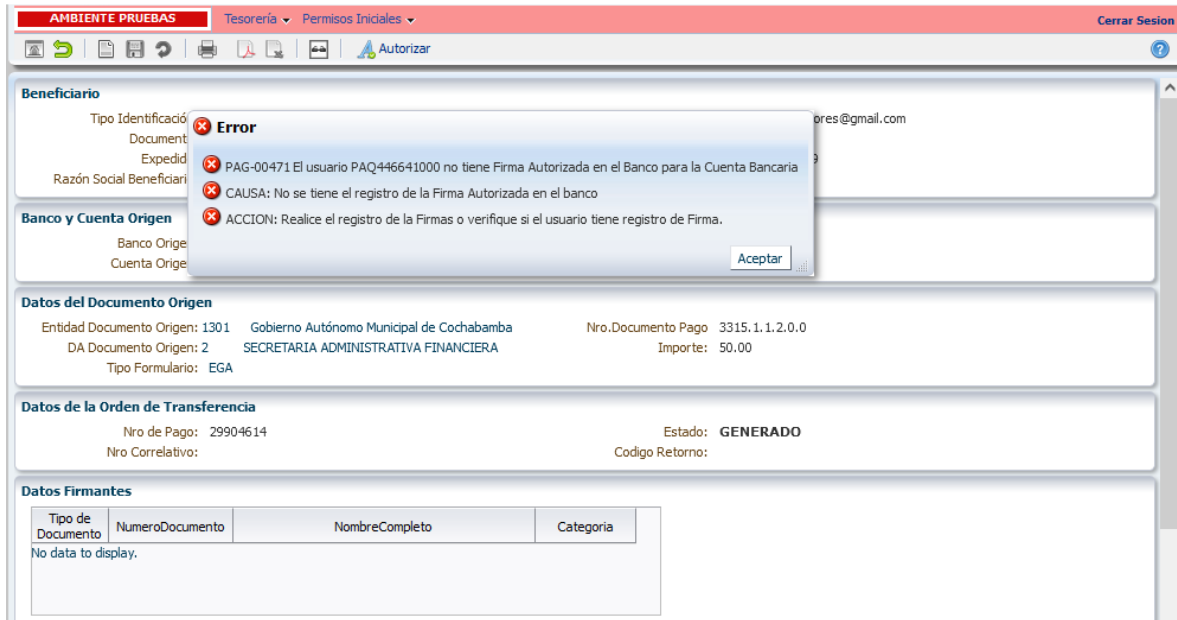 AMBIENTE PRUEBAS Tesorería Permisos Iniciales Cerrar Sesion
Autorizar
Beneficiario
Tipo Identificació ores@gmail.com
Document
Expedid
Razón Social Beneficiari
Error
PAG-00471 El usuario PAQ446641000 no tiene Firma Autorizada en el Banco para la Cuenta Bancaria
CAUSA: No se tiene el registro de la Firma Autorizada en el banco
ACCION: Realice el registro de la Firmas o verifique si el usuario tiene registro de Firma.
Aceptar
Banco y Cuenta Origen
Banco Orige
Cuenta Orige
Datos del Documento Origen
Entidad Documento Origen: 1301 Gobierno Autónomo Municipal de Cochabamba Nro.Documento Pago 3315.1.1.2.0.0
DA Documento Origen: 2 SECRETARIA ADMINISTRATIVA FINANCIERA Importe: 50.00
Tipo Formulario: EGA
Datos de la Orden de Transferencia
Nro de Pago: 29904614 Estado: GENERADO
Nro Correlativo: Codigo Retorno:
Datos Firmantes
Tipo de Documento NumeroDocumento NombreCompleto Categoria
No data to display.